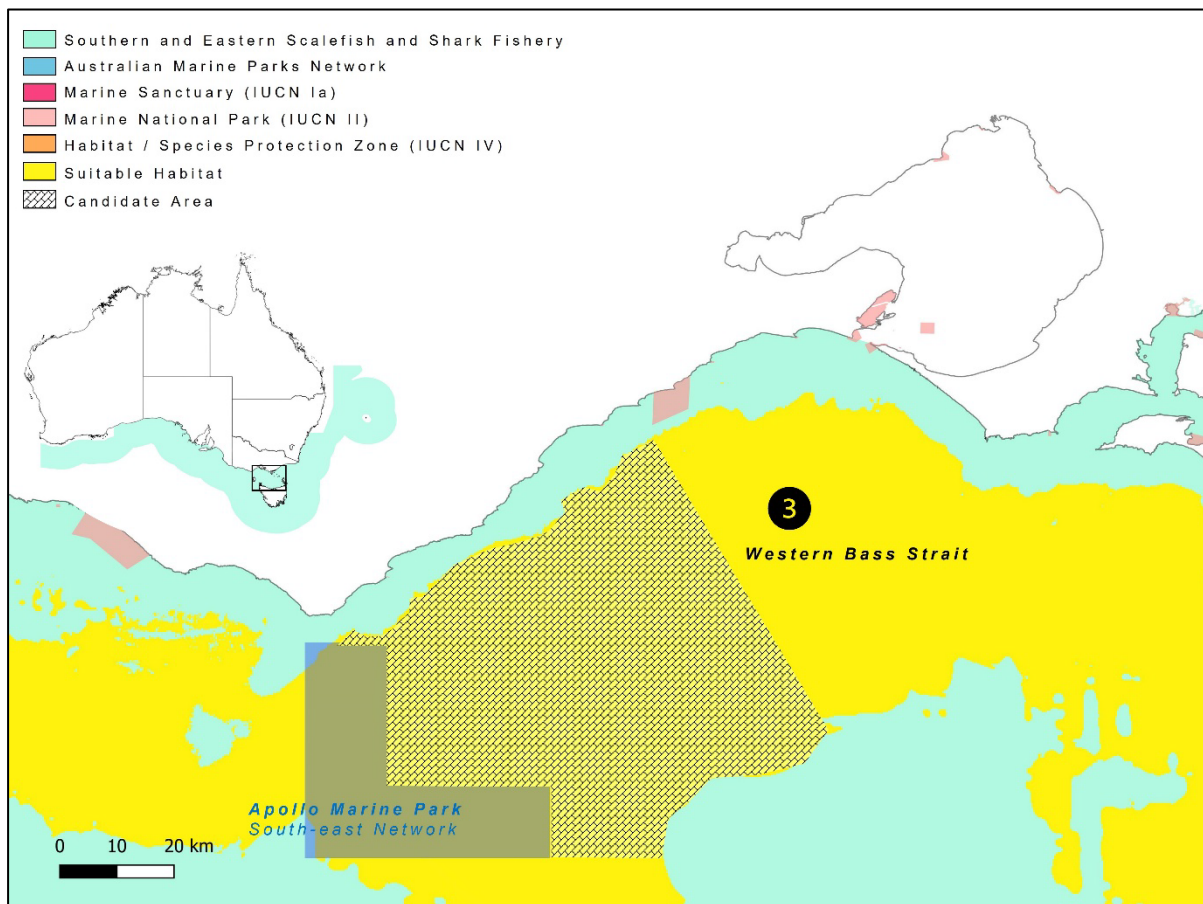 Southern and Eastern Scalefish and Shark Fishery
Australian Marine Parks Network
Marine Sanctuary (IUCN Ia)
Marine National Park (IUCN II)
Habitat / Species Protection Zone (IUCN IV)
Suitable Habitat
Candidate Area
3
Western Bass Strait
Apollo Marine Park
South-east Network
0 10 20 km